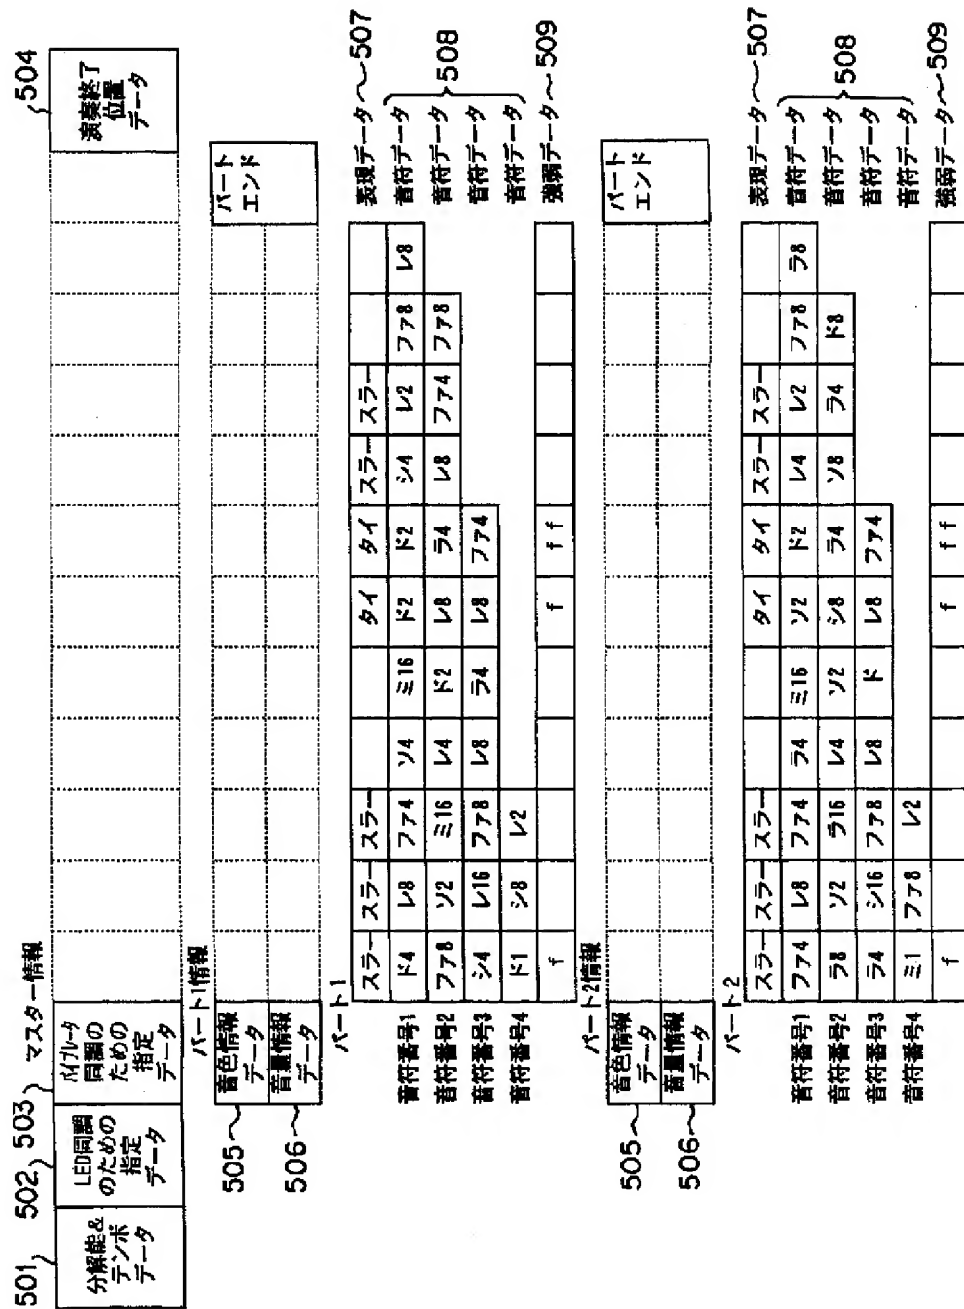 501
502
503
マスター情報
504
分解能&
テンポ
データ
LED同調
のための
指定
データ
バイブレータ
同調の
ための
指定
データ
演奏終了
位置
データ
パート1情報
505
音色情報
データ
506
音量情報
データ
パート
エンド
パート1
スラー スラー スラー タイ タイ スラー スラー 表現データ 507
音符番号1 ド4 レ8 ファ4 ソ4 ミ16 ド2 ド2 シ4 レ2 ファ8 レ8 音符データ
音符番号2 ファ8 ソ2 ミ16 レ4 ド2 レ8 ラ4 レ8 ファ4 ファ8 音符データ 508
音符番号3 シ4 レ16 ファ8 レ8 ラ4 レ8 ファ4 音符データ
音符番号4 ド1 シ8 レ2 音符データ
f f ff 強弱データ 509
パート2情報
505
音色情報
データ
506
音量情報
データ
パート
エンド
パート2
スラー スラー スラー タイ タイ スラー スラー 表現データ 507
音符番号1 ファ4 レ8 ファ4 ラ4 ミ16 ソ2 ド2 レ4 レ2 ファ8 ラ8 音符データ
音符番号2 ラ8 ソ2 ラ16 レ4 ソ2 シ8 ラ4 ソ8 ラ4 ド8 音符データ 508
音符番号3 ラ4 シ16 ファ8 レ8 ド レ8 ファ4 音符データ
音符番号4 ミ1 ファ8 レ2 音符データ
f f ff 強弱データ 509